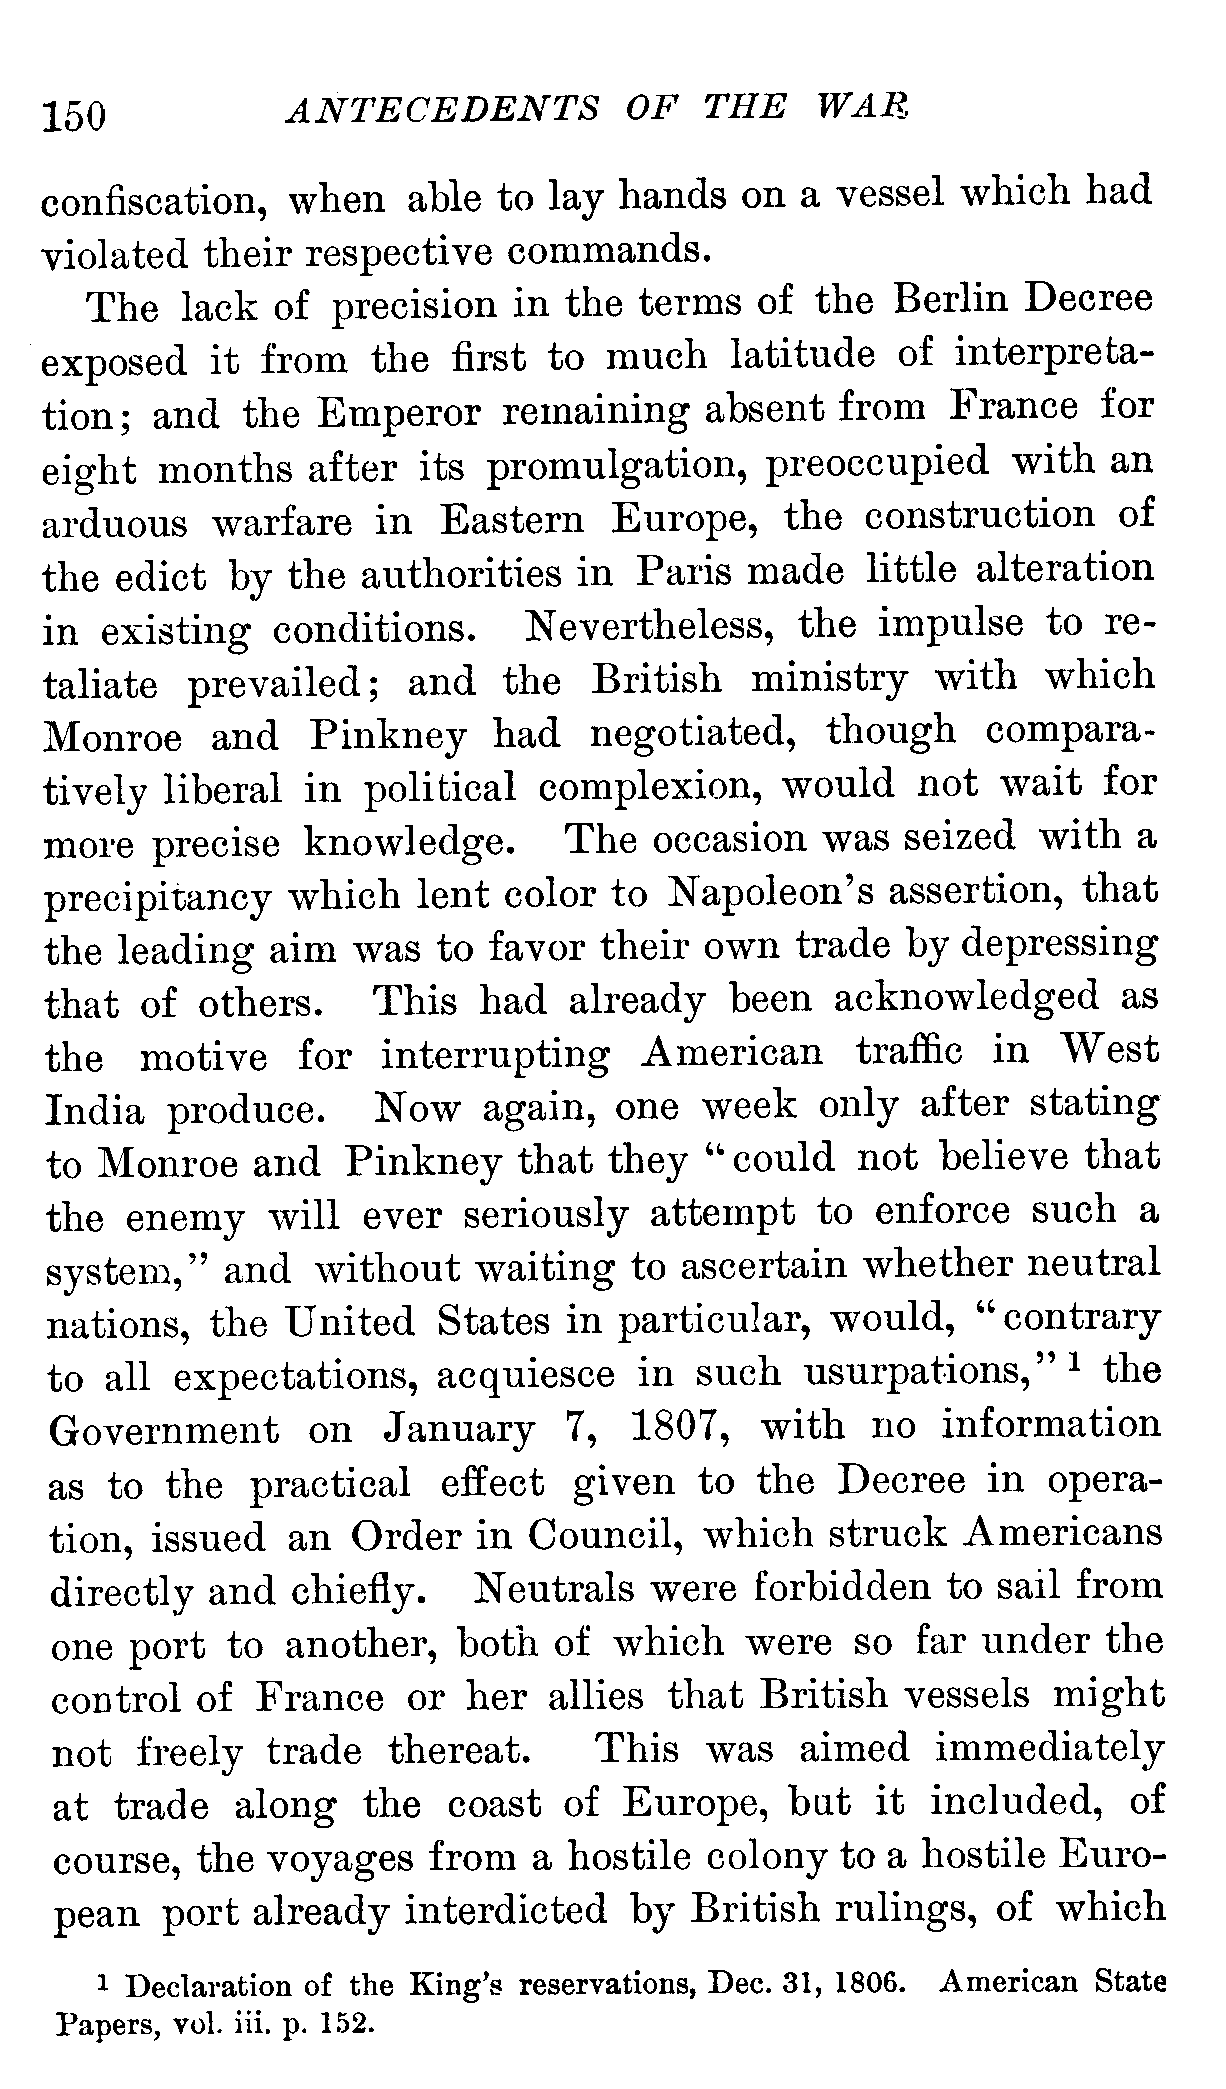 150 ANTECEDENTS OF THE WAR
confiscation, when able to lay hands on a vessel which had
violated their respective commands.
The lack of precision in the terms of the Berlin Decree
exposed it from the first to much latitude of interpreta-
tion; and the Emperor remaining absent from France for
eight months after its promulgation, preoccupied with an
arduous warfare in Eastern Europe, the construction of
the edict by the authorities in Paris made little alteration
in existing conditions. Nevertheless, the impulse to re-
taliate prevailed; and the British ministry with which
Monroe and Pinkney had negotiated, though compara-
tively liberal in political complexion, would not wait for
more precise knowledge. The occasion was seized with a
precipitancy which lent color to Napoleon's assertion, that
the leading aim was to favor their own trade by depressing
that of others. This had already been acknowledged as
the motive for interrupting American traffic in West
India produce. Now again, one week only after stating
to Monroe and Pinkney that they “could not believe that
the enemy will ever seriously attempt to enforce such a
system,” and without waiting to ascertain whether neutral
nations, the United States in particular, would, “contrary
to all expectations, acquiesce in such usurpations,” ¹ the
Government on January 7, 1807, with no information
as to the practical effect given to the Decree in opera-
tion, issued an Order in Council, which struck Americans
directly and chiefly. Neutrals were forbidden to sail from
one port to another, both of which were so far under the
control of France or her allies that British vessels might
not freely trade thereat. This was aimed immediately
at trade along the coast of Europe, but it included, of
course, the voyages from a hostile colony to a hostile Euro-
pean port already interdicted by British rulings, of which
¹ Declaration of the King's reservations, Dec. 31, 1806. American State
Papers, vol. iii. p. 152.